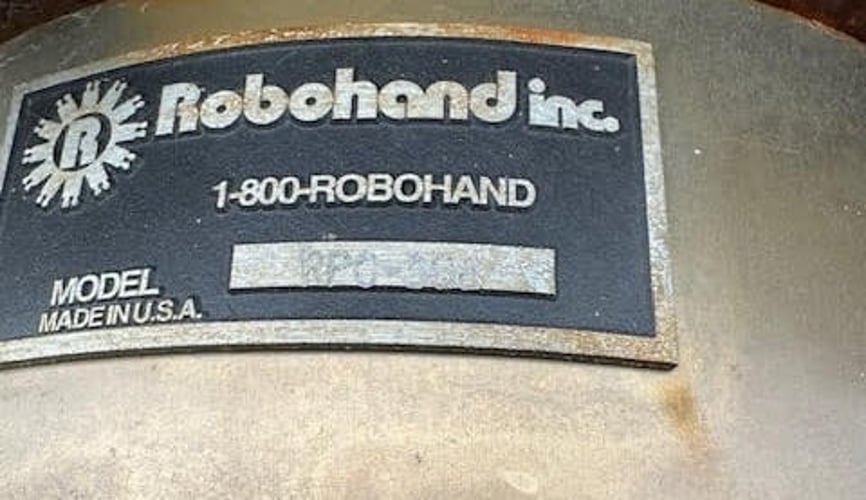 R Robohand inc.
1-800-ROBOHAND
MODEL
MADE IN U.S.A.